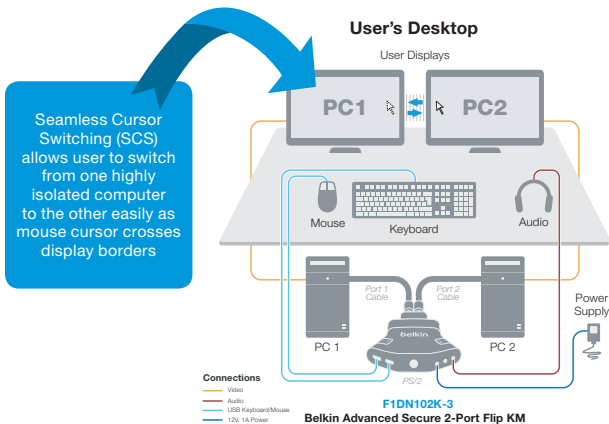 User's Desktop
User Displays
PC1
PC2
Seamless Cursor
Switching (SCS)
allows user to switch
from one highly
isolated computer
to the other easily as
mouse cursor crosses
display borders
Mouse
Keyboard
Audio
Port 1
Cable
Port 2
Cable
Power
Supply
belkin
PC 1
PC 2
PS/2
Connections
Video
Audio
USB Keyboard/Mouse
12V, 1A Power
F1DN102K-3
Belkin Advanced Secure 2-Port Flip KM